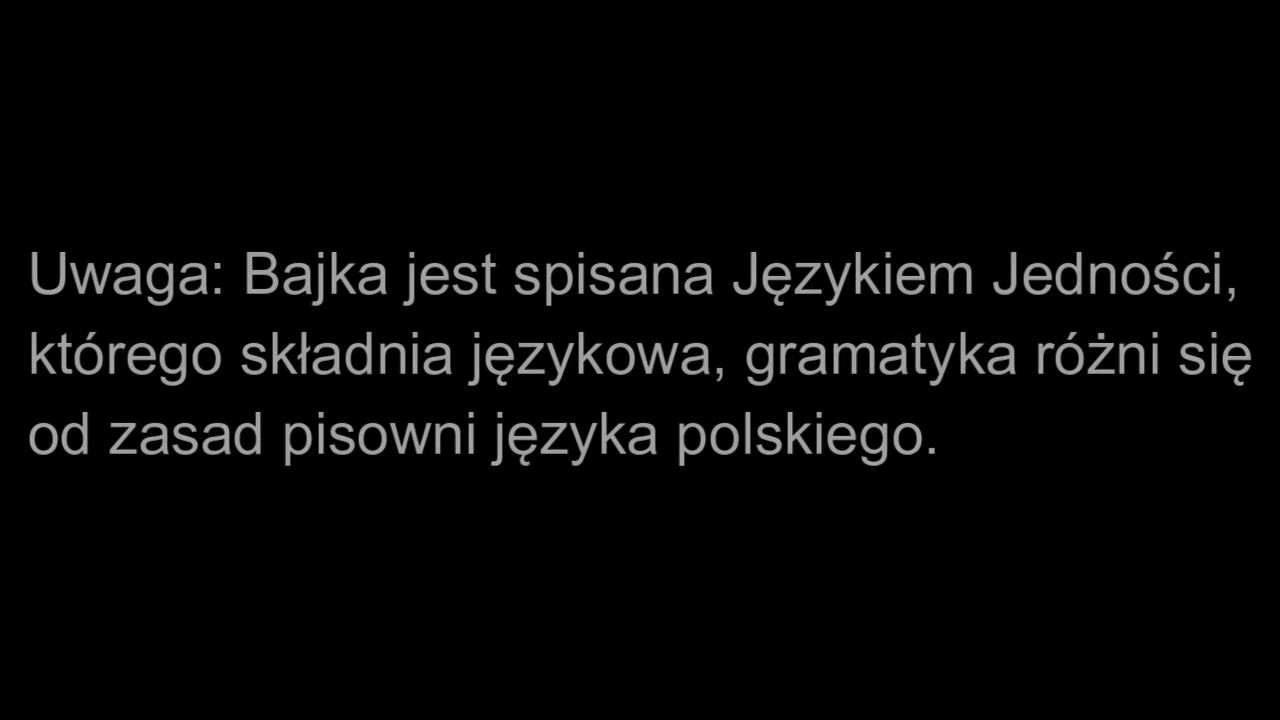 Uwaga: Bajka jest spisana Językiem Jedności,
którego składnia językowa, gramatyka różni się
od zasad pisowni języka polskiego.